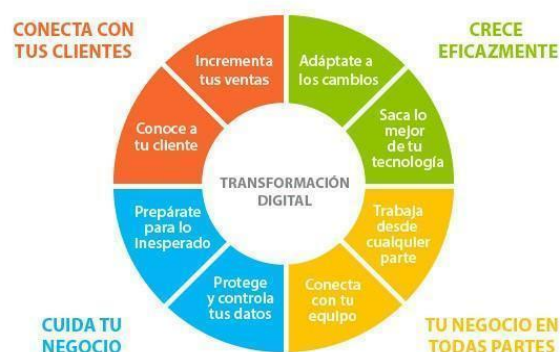 CONECTA CON
TUS CLIENTES
CRECE
EFICAZMENTE
Incrementa
tus ventas
Adáptate a
los cambios
Conoce a
tu cliente
Saca lo
mejor
de tu
tecnología
TRANSFORMACIÓN
DIGITAL
Prepárate
para lo
inesperado
Trabaja
desde
cualquier
parte
Protege
y controla
tus datos
Conecta
con tu
equipo
CUIDA TU
NEGOCIO
TU NEGOCIO EN
TODAS PARTES